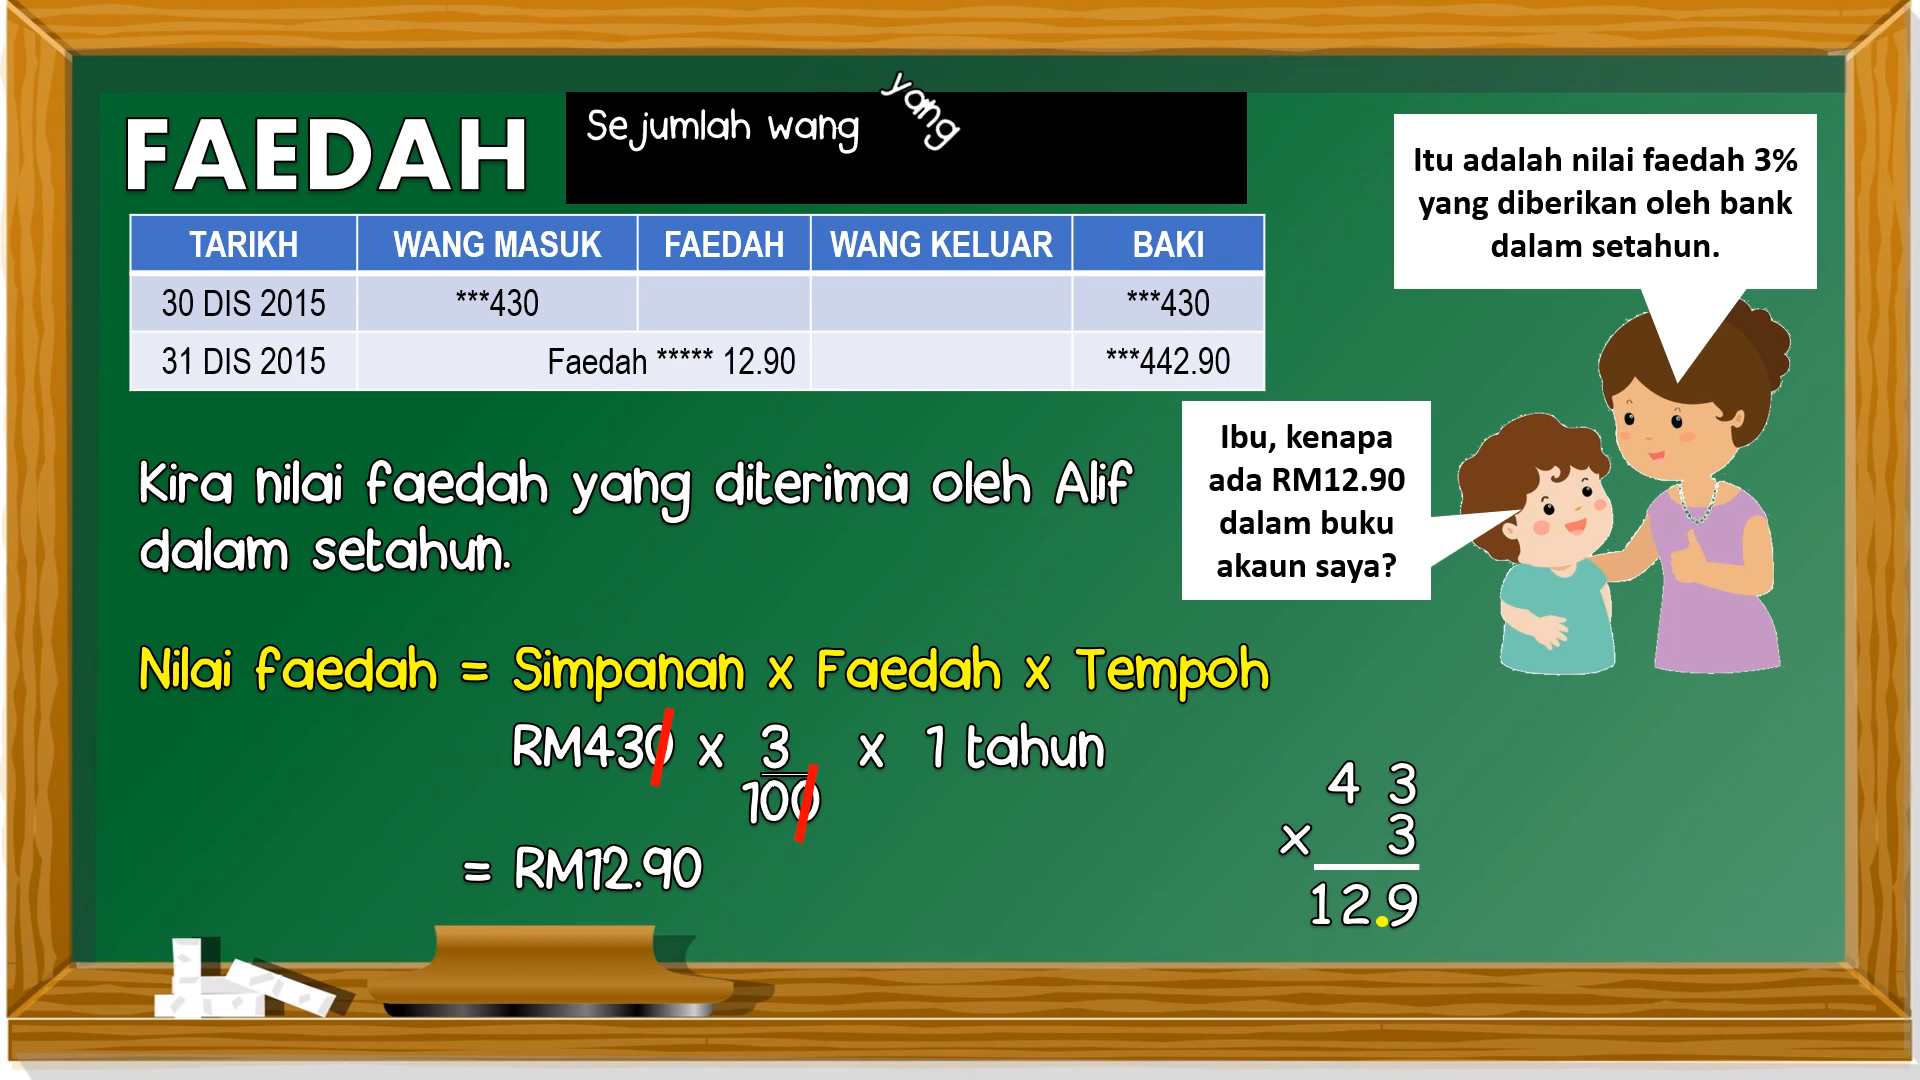 FAEDAH
Sejumlah wang yang
TARIKH WANG MASUK FAEDAH WANG KELUAR BAKI
30 DIS 2015 ***430 ***430
31 DIS 2015 Faedah ***** 12.90 ***442.90
Itu adalah nilai faedah 3%
yang diberikan oleh bank
dalam setahun.
Ibu, kenapa
ada RM12.90
dalam buku
akaun saya?
Kira nilai faedah yang diterima oleh Alif
dalam setahun.
Nilai faedah = Simpanan x Faedah x Tempoh
RM430 x 3 x 1 tahun
100
= RM12.90
4 3
x 3
12.9